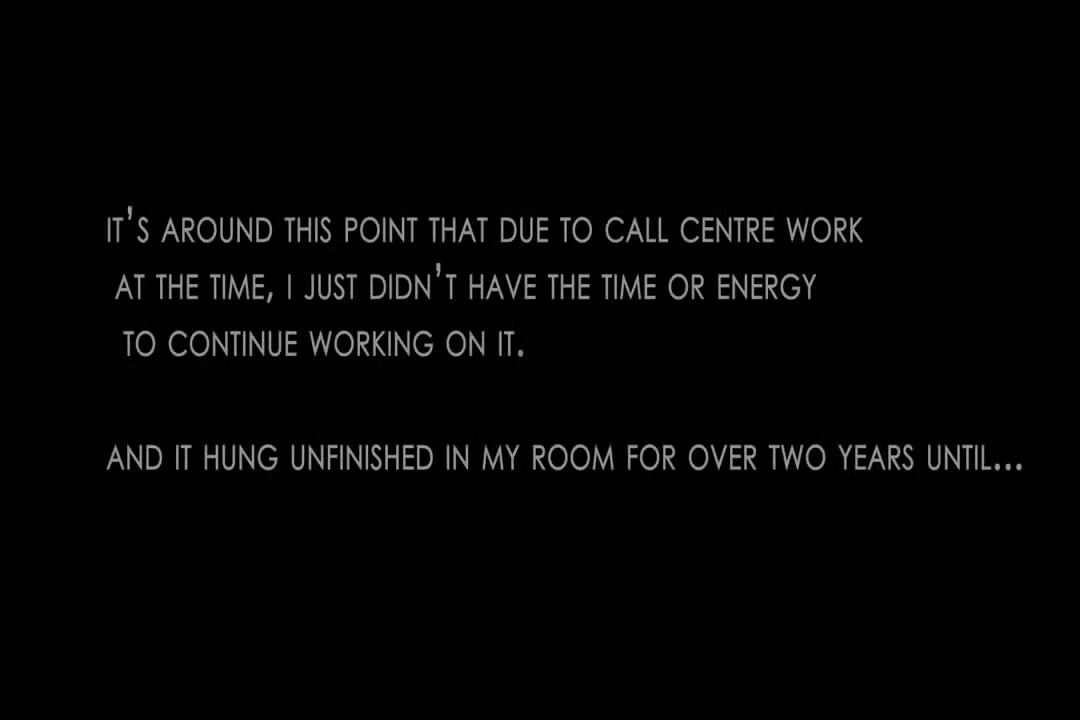 IT'S AROUND THIS POINT THAT DUE TO CALL CENTRE WORK
AT THE TIME, I JUST DIDN'T HAVE THE TIME OR ENERGY
TO CONTINUE WORKING ON IT.
AND IT HUNG UNFINISHED IN MY ROOM FOR OVER TWO YEARS UNTIL...